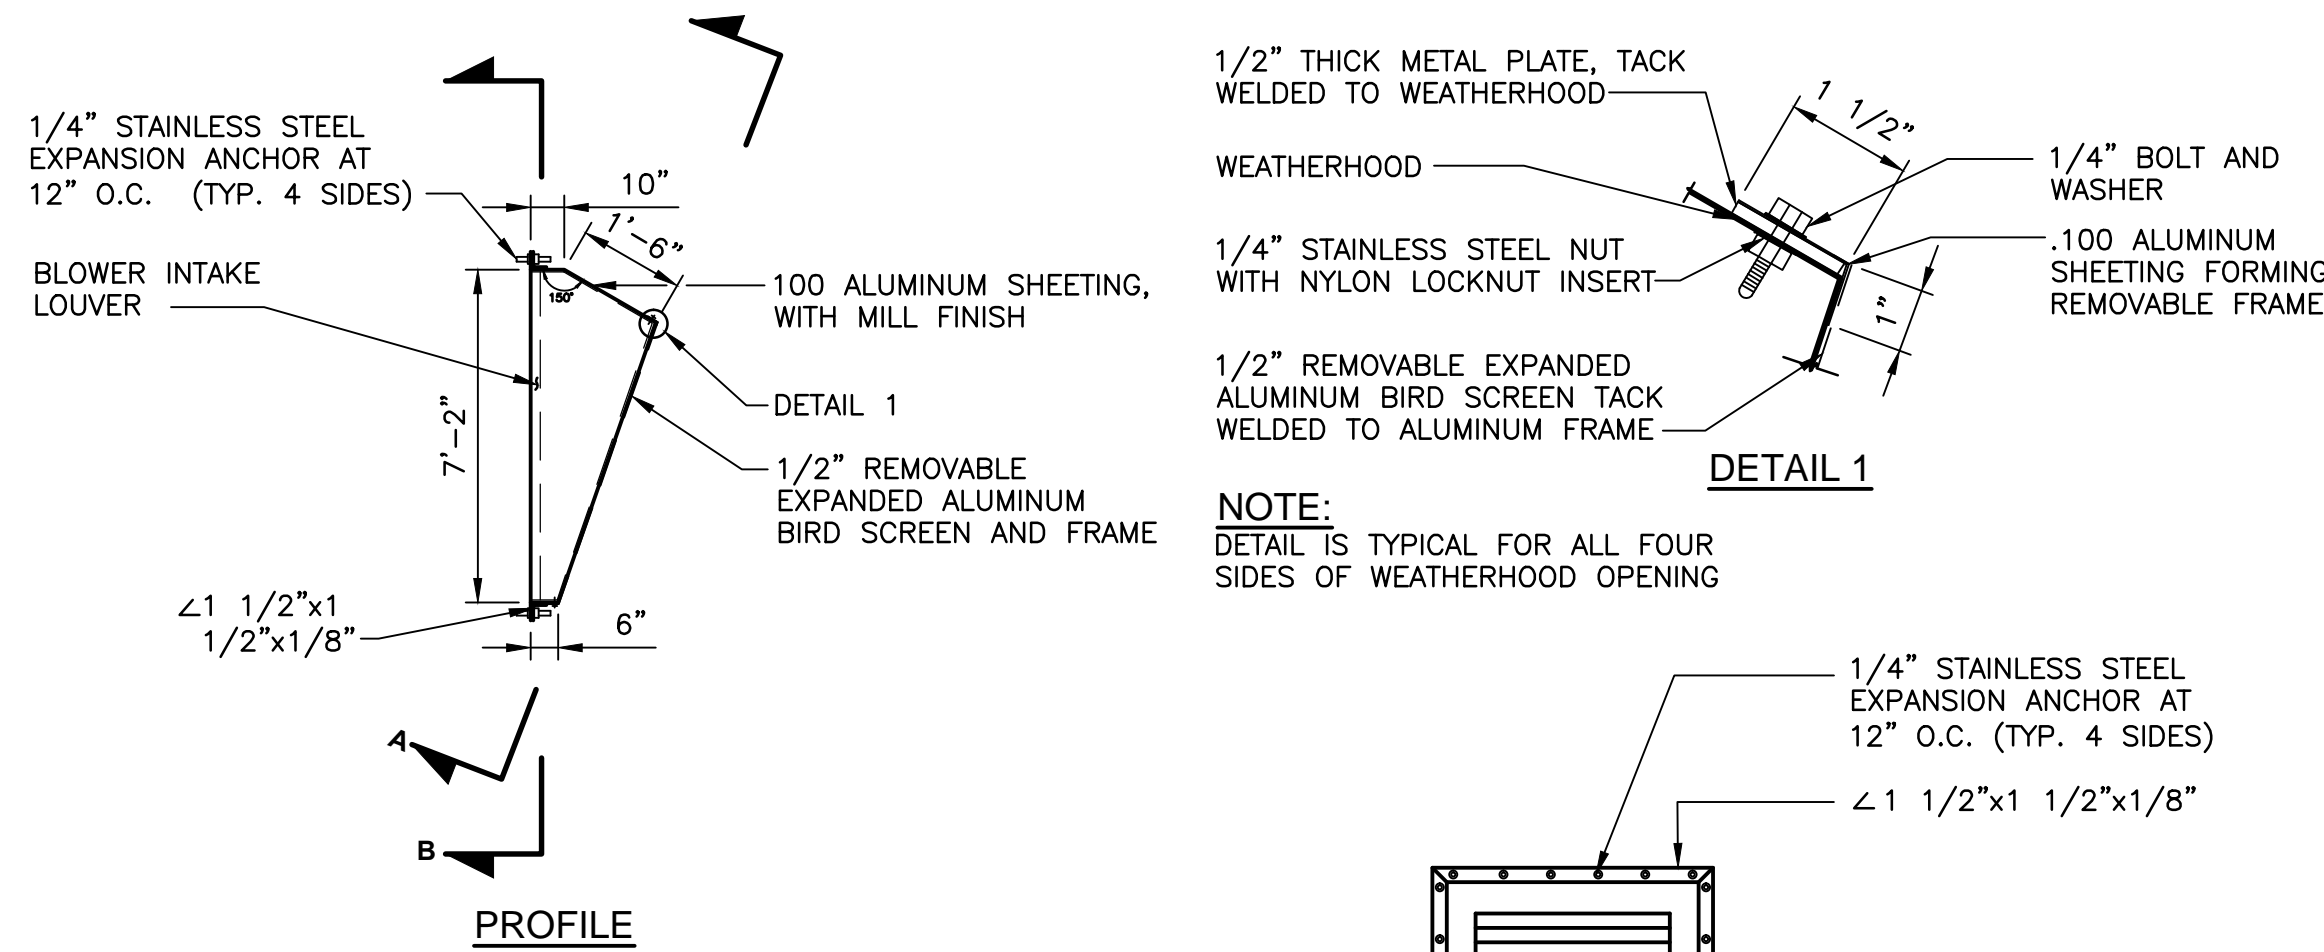 1/4" STAINLESS STEEL
EXPANSION ANCHOR AT
12" O.C. (TYP. 4 SIDES)
BLOWER INTAKE
LOUVER
10"
1'-6"
150°
100 ALUMINUM SHEETING,
WITH MILL FINISH
7'-2"
DETAIL 1
1/2" REMOVABLE
EXPANDED ALUMINUM
BIRD SCREEN AND FRAME
∠1 1/2"x1
1/2"x1/8"
6"
A
B
PROFILE
1/2" THICK METAL PLATE, TACK
WELDED TO WEATHERHOOD
WEATHERHOOD
1/4" STAINLESS STEEL NUT
WITH NYLON LOCKNUT INSERT
1/2" REMOVABLE EXPANDED
ALUMINUM BIRD SCREEN TACK
WELDED TO ALUMINUM FRAME
1 1/2"
1/4" BOLT AND
WASHER
.100 ALUMINUM
SHEETING FORMING
REMOVABLE FRAME
1"
DETAIL 1
NOTE:
DETAIL IS TYPICAL FOR ALL FOUR
SIDES OF WEATHERHOOD OPENING
1/4" STAINLESS STEEL
EXPANSION ANCHOR AT
12" O.C. (TYP. 4 SIDES)
∠1 1/2"x1 1/2"x1/8"